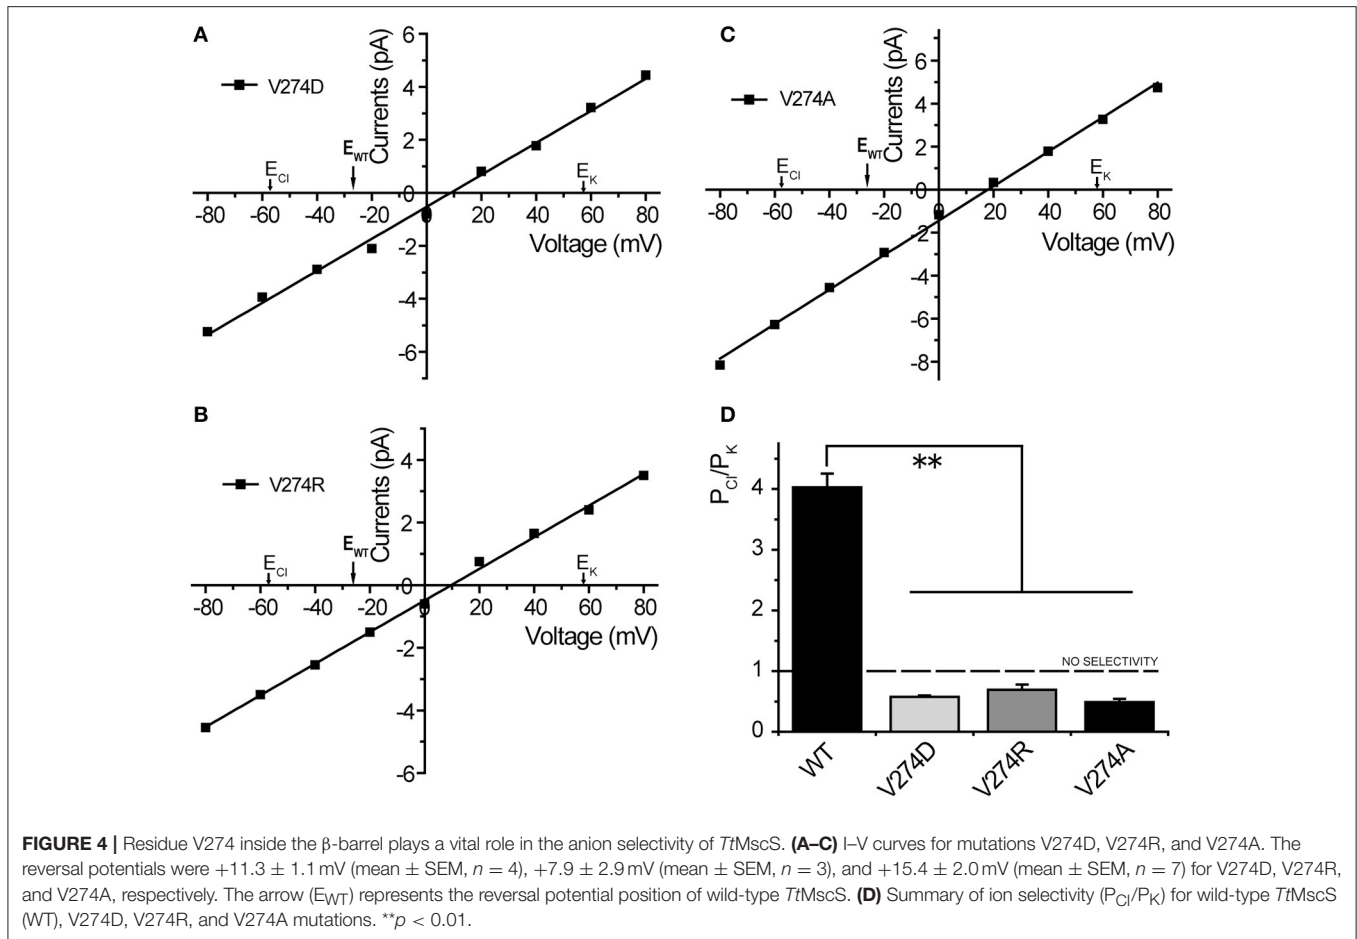 A
6
V274D
4
2
Currents (pA)
E_Cl
E_WT
E_K
0
-80 -60 -40 -20 0 20 40 60 80
Voltage (mV)
-2
-4
-6
C
6
V274A
4
2
Currents (pA)
E_Cl
E_WT
E_K
0
-80 -60 -40 -20 0 20 40 60 80
Voltage (mV)
-2
-4
-6
-8
B
4
V274R
2
Currents (pA)
E_Cl
E_WT
E_K
0
-80 -60 -40 -20 0 20 40 60 80
Voltage (mV)
-2
-4
-6
D
P_Cl/P_K
**
4
3
2
1
NO SELECTIVITY
0
WT V274D V274R V274A
FIGURE 4 | Residue V274 inside the β-barrel plays a vital role in the anion selectivity of TtMscS. (A–C) I–V curves for mutations V274D, V274R, and V274A. The
reversal potentials were +11.3 ± 1.1 mV (mean ± SEM, n = 4), +7.9 ± 2.9 mV (mean ± SEM, n = 3), and +15.4 ± 2.0 mV (mean ± SEM, n = 7) for V274D, V274R,
and V274A, respectively. The arrow (E_WT) represents the reversal potential position of wild-type TtMscS. (D) Summary of ion selectivity (P_Cl/P_K) for wild-type TtMscS
(WT), V274D, V274R, and V274A mutations. **p < 0.01.